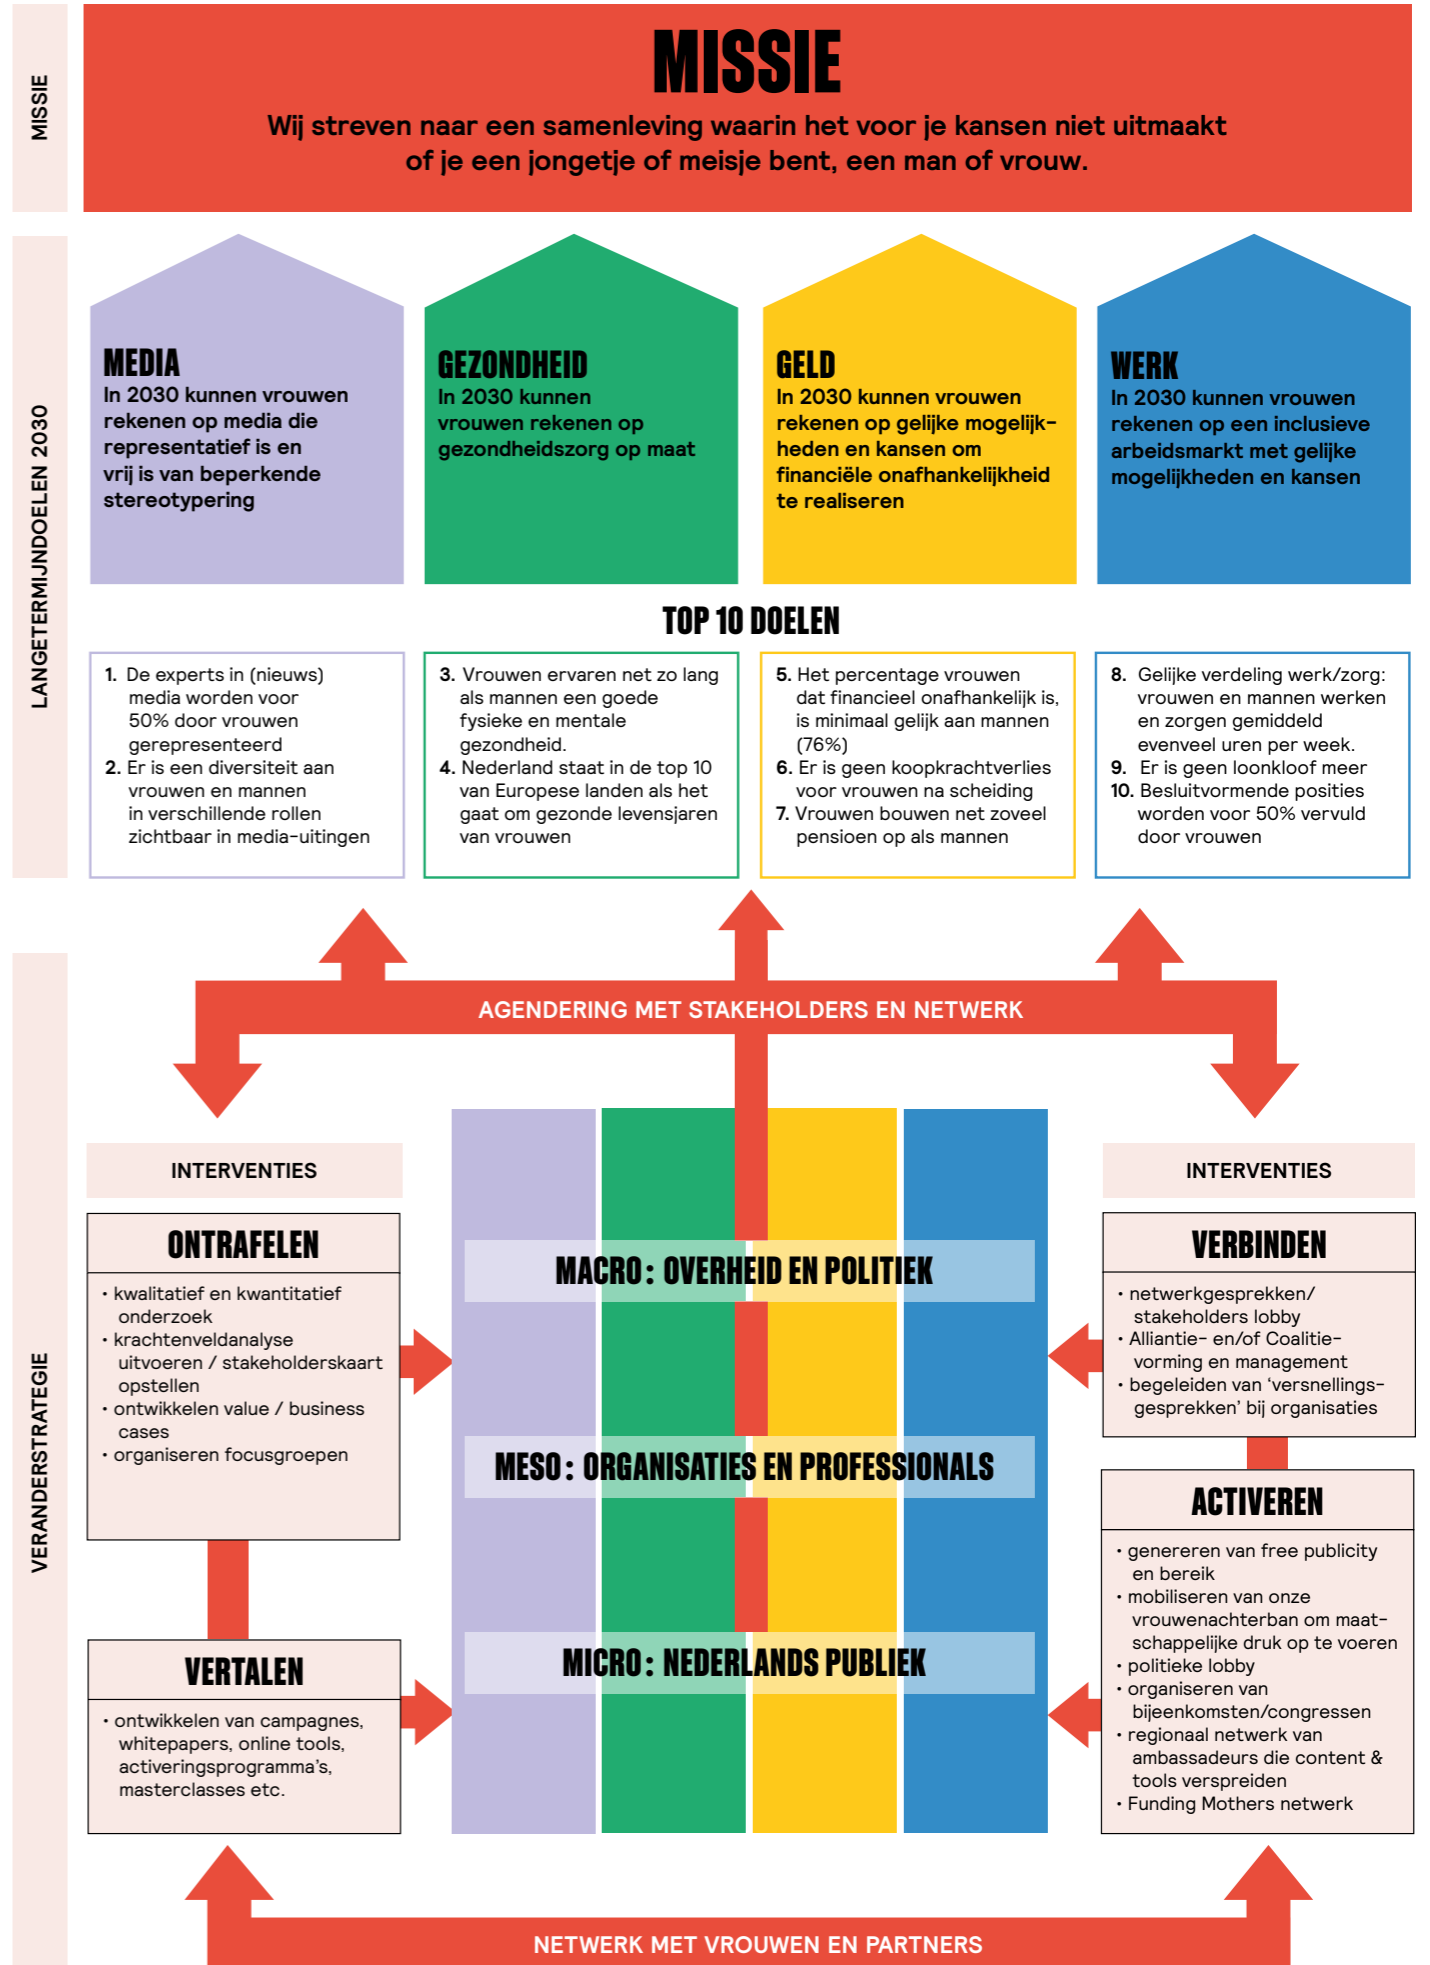 MISSIE
MISSIE
Wij streven naar een samenleving waarin het voor je kansen niet uitmaakt
of je een jongetje of meisje bent, een man of vrouw.
LANGETERMIJNDOELEN 2030
MEDIA
In 2030 kunnen vrouwen
rekenen op media die
representatief is en
vrij is van beperkende
stereotypering
GEZONDHEID
In 2030 kunnen
vrouwen rekenen op
gezondheidszorg op maat
GELD
In 2030 kunnen vrouwen
rekenen op gelijke mogelijk-
heden en kansen om
financiële onafhankelijkheid
te realiseren
WERK
In 2030 kunnen vrouwen
rekenen op een inclusieve
arbeidsmarkt met gelijke
mogelijkheden en kansen
TOP 10 DOELEN
1. De experts in (nieuws)
media worden voor
50% door vrouwen
gerepresenteerd
2. Er is een diversiteit aan
vrouwen en mannen
in verschillende rollen
zichtbaar in media-uitingen
3. Vrouwen ervaren net zo lang
als mannen een goede
fysieke en mentale
gezondheid.
4. Nederland staat in de top 10
van Europese landen als het
gaat om gezonde levensjaren
van vrouwen
5. Het percentage vrouwen
dat financieel onafhankelijk is,
is minimaal gelijk aan mannen
(76%)
6. Er is geen koopkrachtverlies
voor vrouwen na scheiding
7. Vrouwen bouwen net zoveel
pensioen op als mannen
8. Gelijke verdeling werk/zorg:
vrouwen en mannen werken
en zorgen gemiddeld
evenveel uren per week.
9. Er is geen loonkloof meer
10. Besluitvormende posities
worden voor 50% vervuld
door vrouwen
VERANDERSTRATEGIE
AGENDERING MET STAKEHOLDERS EN NETWERK
INTERVENTIES
ONTRAFELEN
• kwalitatief en kwantitatief
onderzoek
• krachtenveldanalyse
uitvoeren / stakeholderskaart
opstellen
• ontwikkelen value / business
cases
• organiseren focusgroepen
VERTALEN
• ontwikkelen van campagnes,
whitepapers, online tools,
activeringsprogramma's,
masterclasses etc.
MACRO: OVERHEID EN POLITIEK
MESO: ORGANISATIES EN PROFESSIONALS
MICRO: NEDERLANDS PUBLIEK
INTERVENTIES
VERBINDEN
• netwerkgesprekken/
stakeholders lobby
• Alliantie- en/of Coalitie-
vorming en management
• begeleiden van ‘versnellings-
gesprekken’ bij organisaties
ACTIVEREN
• genereren van free publicity
en bereik
• mobiliseren van onze
vrouwenachterban om maat-
schappelijke druk op te voeren
• politieke lobby
• organiseren van
bijeenkomsten/congressen
• regionaal netwerk van
ambassadeurs die content &
tools verspreiden
• Funding Mothers netwerk
NETWERK MET VROUWEN EN PARTNERS